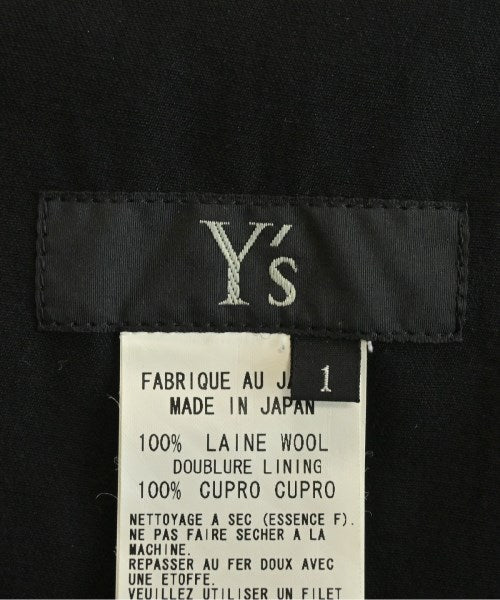 Y's
1
FABRIQUE AU
MADE IN JAPAN
100% LAINE WOOL
DOUBLURE LINING
100% CUPRO CUPRO
NETTOYAGE A SEC (ESSENCE F).
NE PAS FAIRE SECHER A LA
MACHINE.
REPASSER AU FER DOUX AVEC
UNE ETOFFE.
VEUILLEZ UTILISER UN FILET